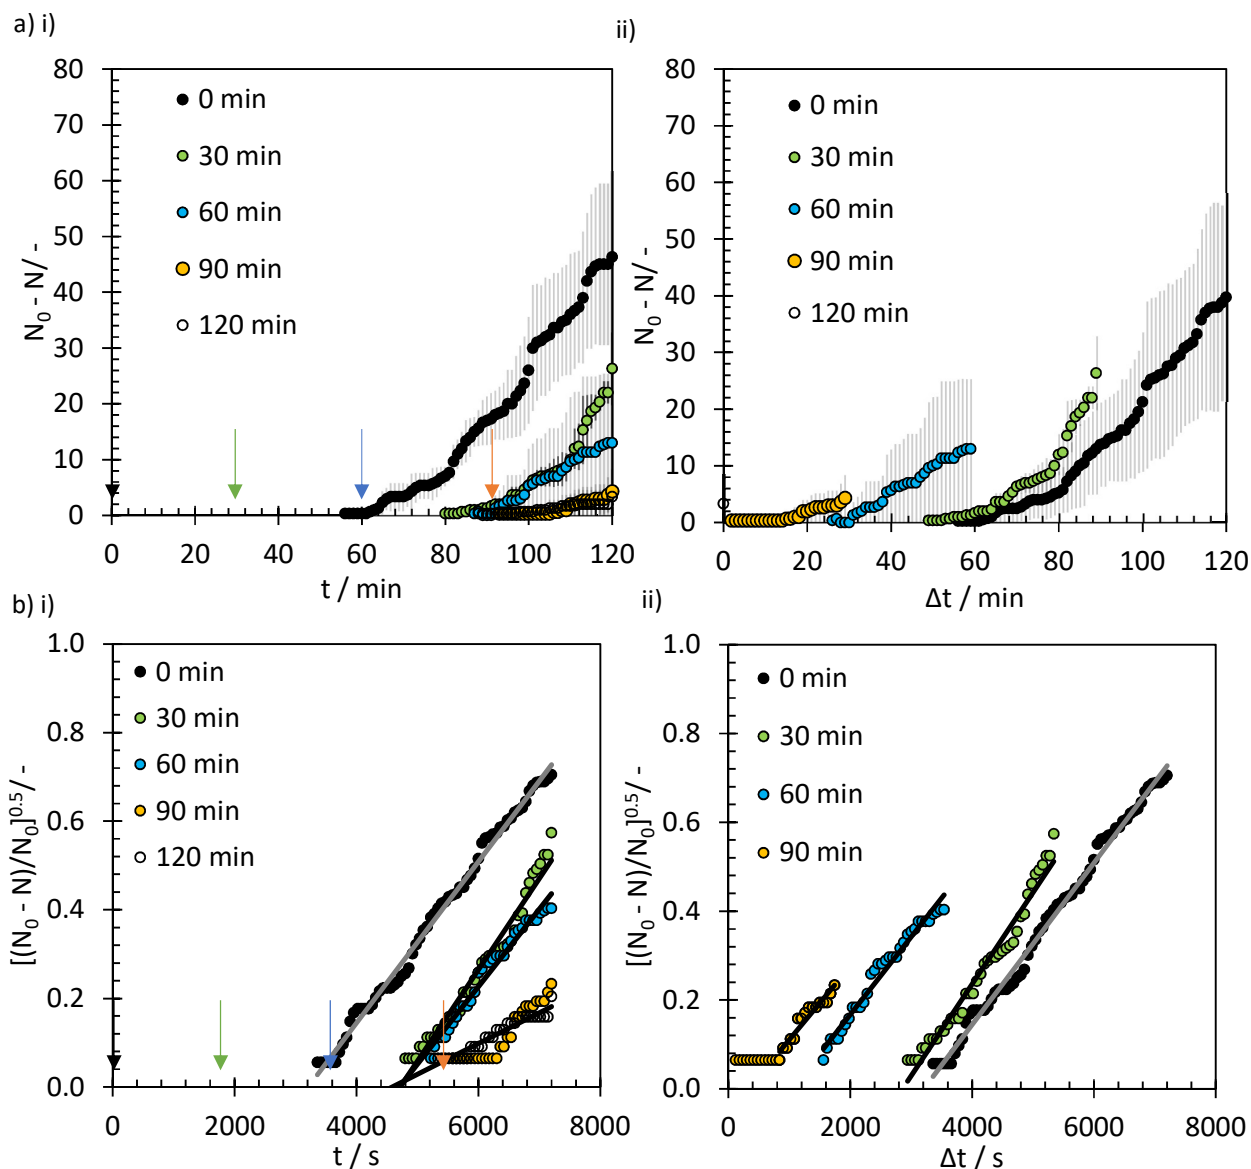 a) i)
N₀ - N/ -
80
70
60
50
40
30
20
10
0
0 min
30 min
60 min
90 min
120 min
0 20 40 60 80 100 120
t / min
ii)
N₀ - N/ -
80
70
60
50
40
30
20
10
0
0 min
30 min
60 min
90 min
120 min
0 20 40 60 80 100 120
Δt / min
b) i)
[(N₀ - N)/N₀]^0.5/ -
1.0
0.8
0.6
0.4
0.2
0.0
0 min
30 min
60 min
90 min
120 min
0 2000 4000 6000 8000
t / s
ii)
[(N₀ - N)/N₀]^0.5/ -
1.0
0.8
0.6
0.4
0.2
0.0
0 min
30 min
60 min
90 min
0 2000 4000 6000 8000
Δt / s